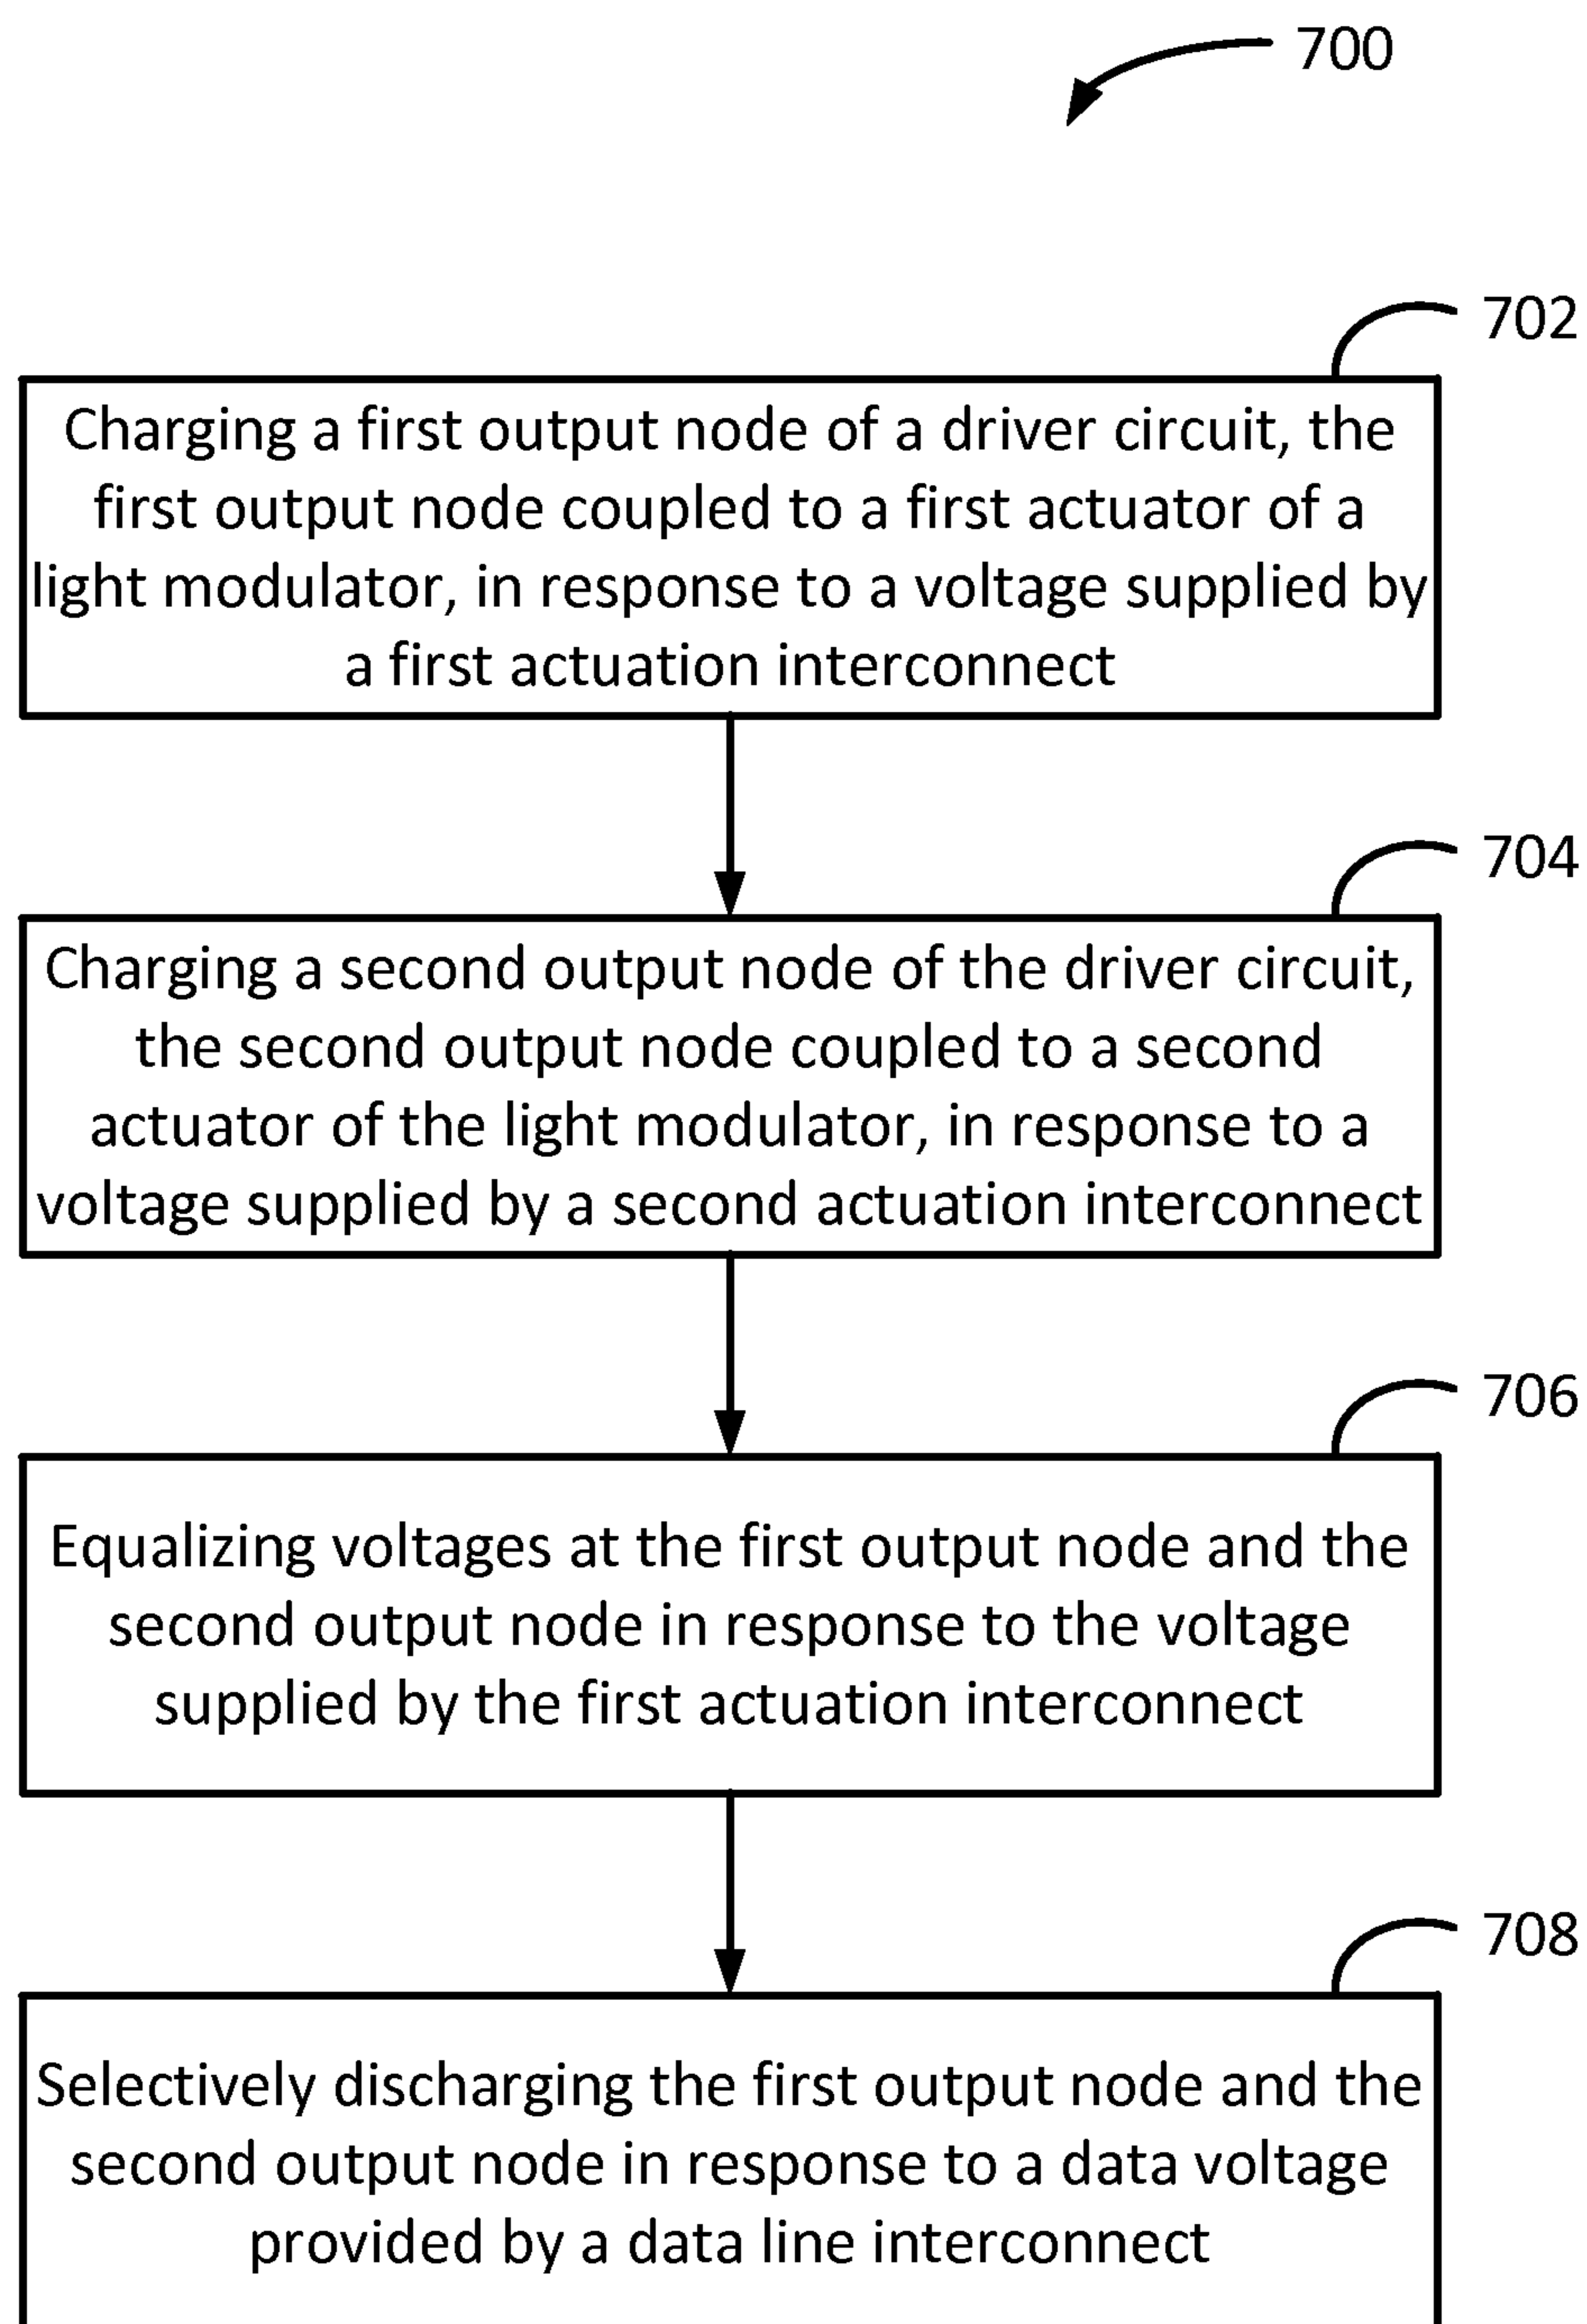 700
702
Charging a first output node of a driver circuit, the
first output node coupled to a first actuator of a
light modulator, in response to a voltage supplied by
a first actuation interconnect
704
Charging a second output node of the driver circuit,
the second output node coupled to a second
actuator of the light modulator, in response to a
voltage supplied by a second actuation interconnect
706
Equalizing voltages at the first output node and the
second output node in response to the voltage
supplied by the first actuation interconnect
708
Selectively discharging the first output node and the
second output node in response to a data voltage
provided by a data line interconnect